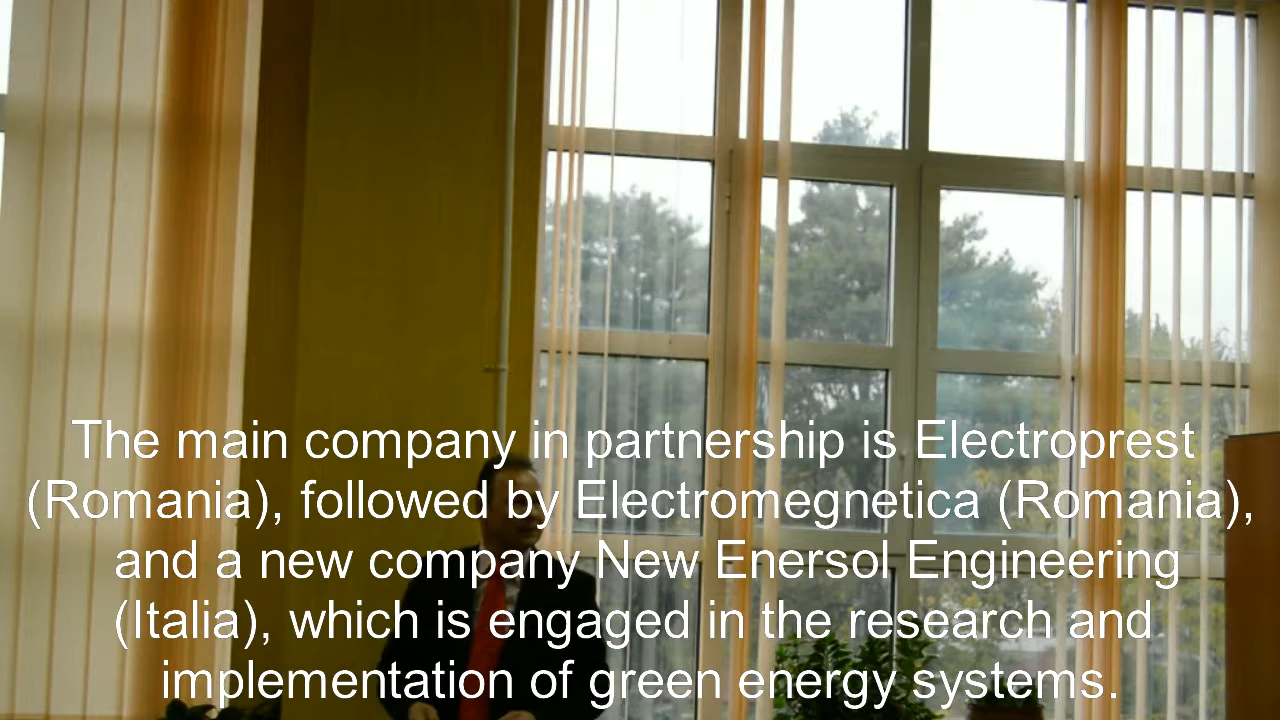 The main company in partnership is Electroprest
(Romania), followed by Electromegnetica (Romania),
and a new company New Enersol Engineering
(Italia), which is engaged in the research and
implementation of green energy systems.